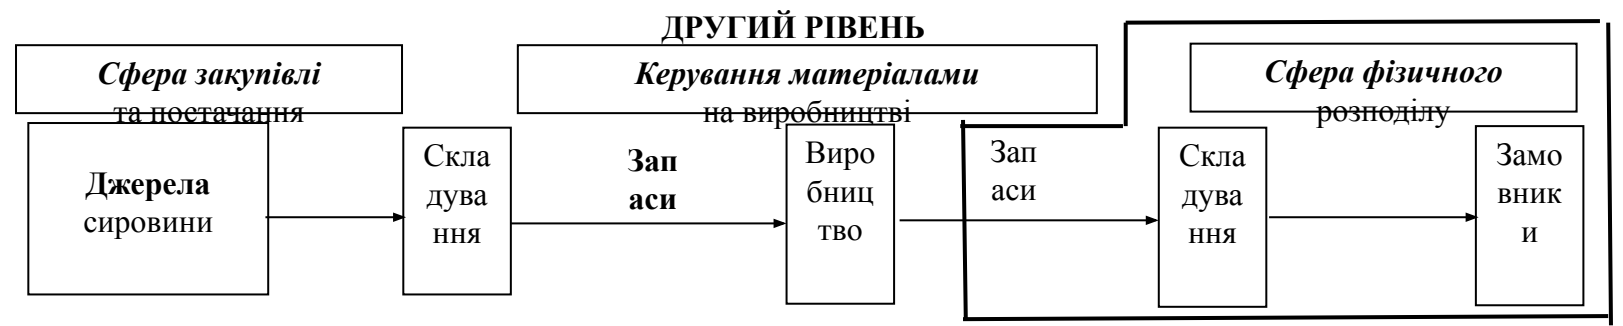 ДРУГИЙ РІВЕНЬ
Сфера закупівлі
та постачання
Керування матеріалами
на виробництві
Сфера фізичного
розподілу
Джерела
сировини
Скла
дува
ння
Зап
аси
Виро
бниц
тво
Зап
аси
Скла
дува
ння
Замо
вник
и